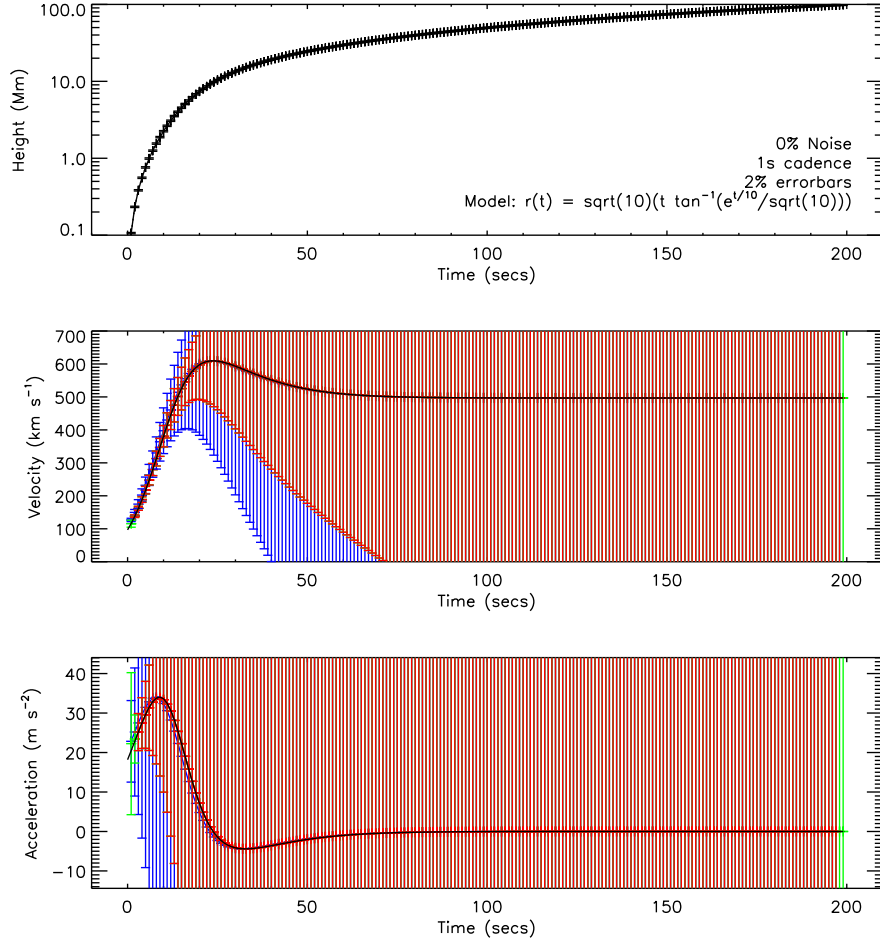 100.0
10.0
1.0
0.1
Height (Mm)
0% Noise
1s cadence
2% errorbars
Model: r(t) = sqrt(10)(t tan⁻¹(e^t/10/sqrt(10)))
0 50 100 150 200
Time (secs)
700
600
500
400
300
200
100
0
Velocity (km s⁻¹)
0 50 100 150 200
Time (secs)
40
30
20
10
0
−10
Acceleration (m s⁻²)
0 50 100 150 200
Time (secs)